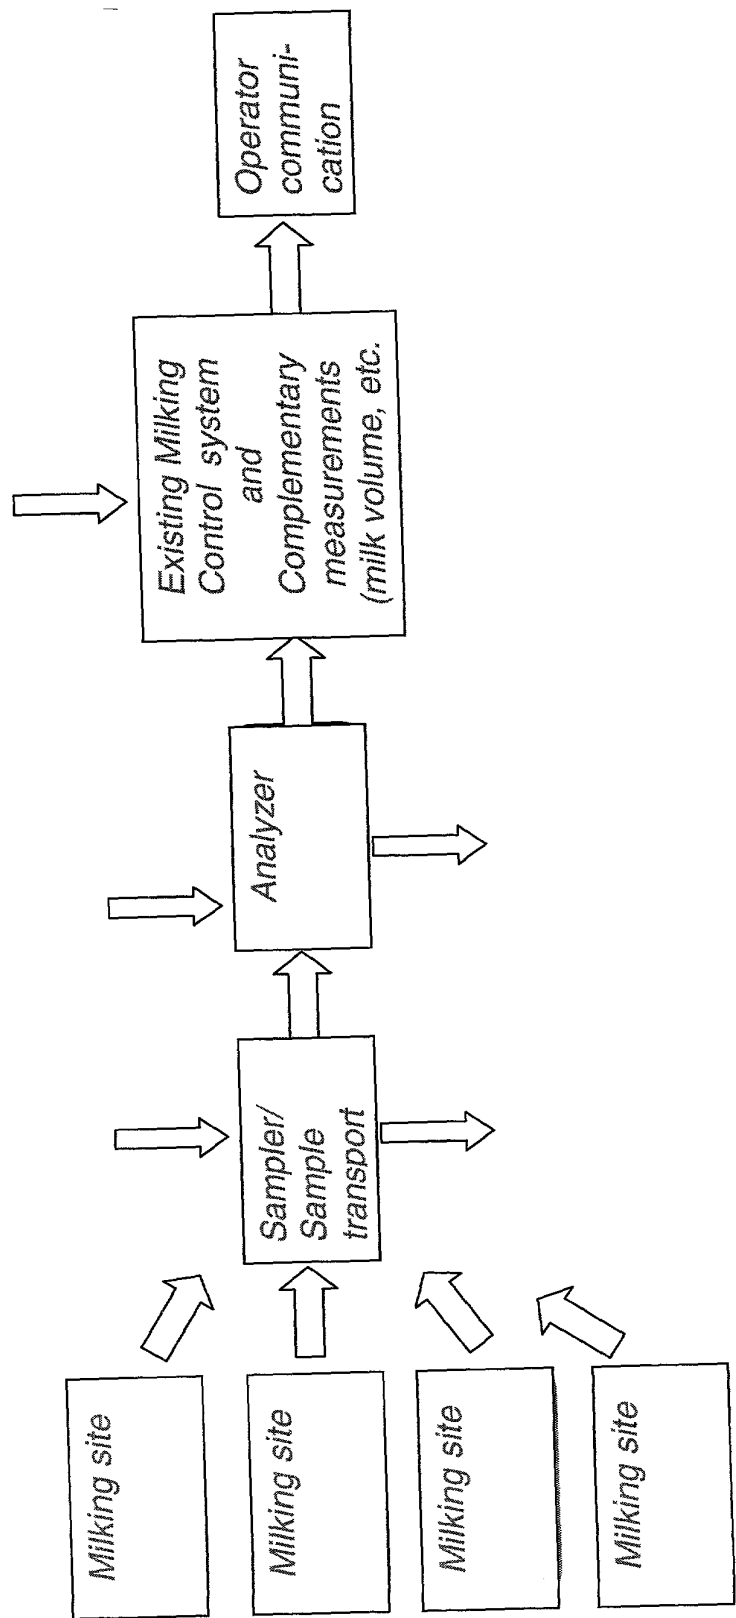 Milking site
Milking site
Milking site
Milking site
Sampler/
Sample
transport
Analyzer
Existing Milking
Control system
and
Complementary
measurements
(milk volume, etc.
Operator
communi-
cation